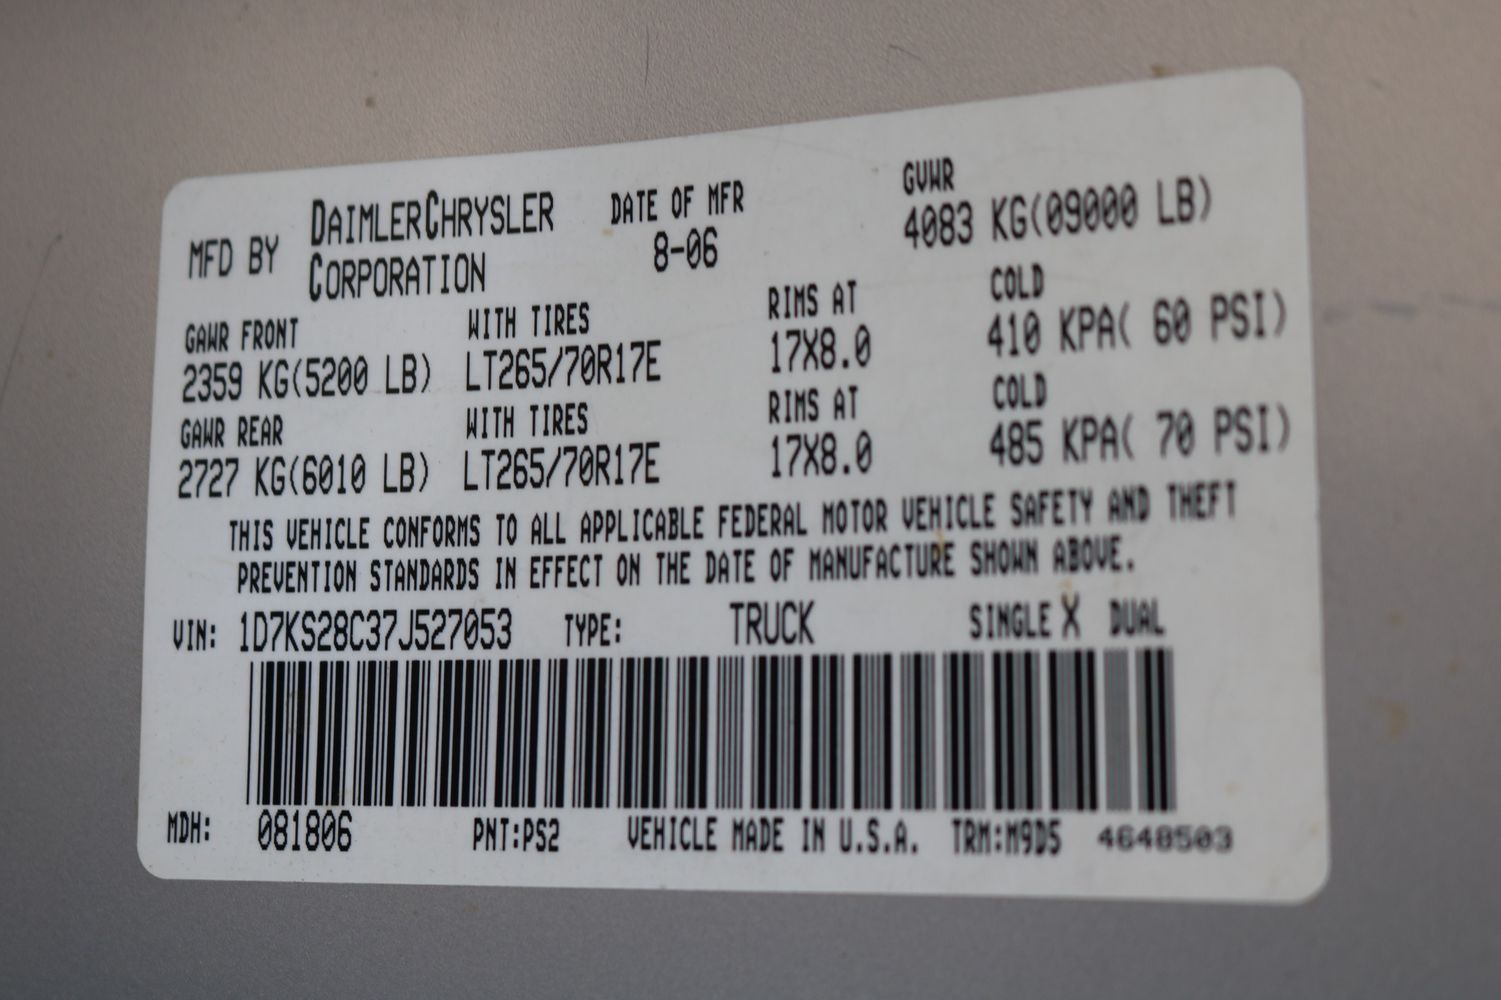 MFD BY DAIMLERCHRYSLER CORPORATION DATE OF MFR 8-06 GVWR 4083 KG(09000 LB)
GAWR FRONT WITH TIRES RIMS AT COLD
2359 KG(5200 LB) LT265/70R17E 17X8.0 410 KPA( 60 PSI)
GAWR REAR WITH TIRES RIMS AT COLD
2727 KG(6010 LB) LT265/70R17E 17X8.0 485 KPA( 70 PSI)
THIS VEHICLE CONFORMS TO ALL APPLICABLE FEDERAL MOTOR VEHICLE SAFETY AND THEFT
PREVENTION STANDARDS IN EFFECT ON THE DATE OF MANUFACTURE SHOWN ABOVE.
VIN: 1D7KS28C37J527053 TYPE: TRUCK SINGLE X DUAL
MDH: 081806 PNT:PS2 VEHICLE MADE IN U.S.A. TRM:M9D5 4648503